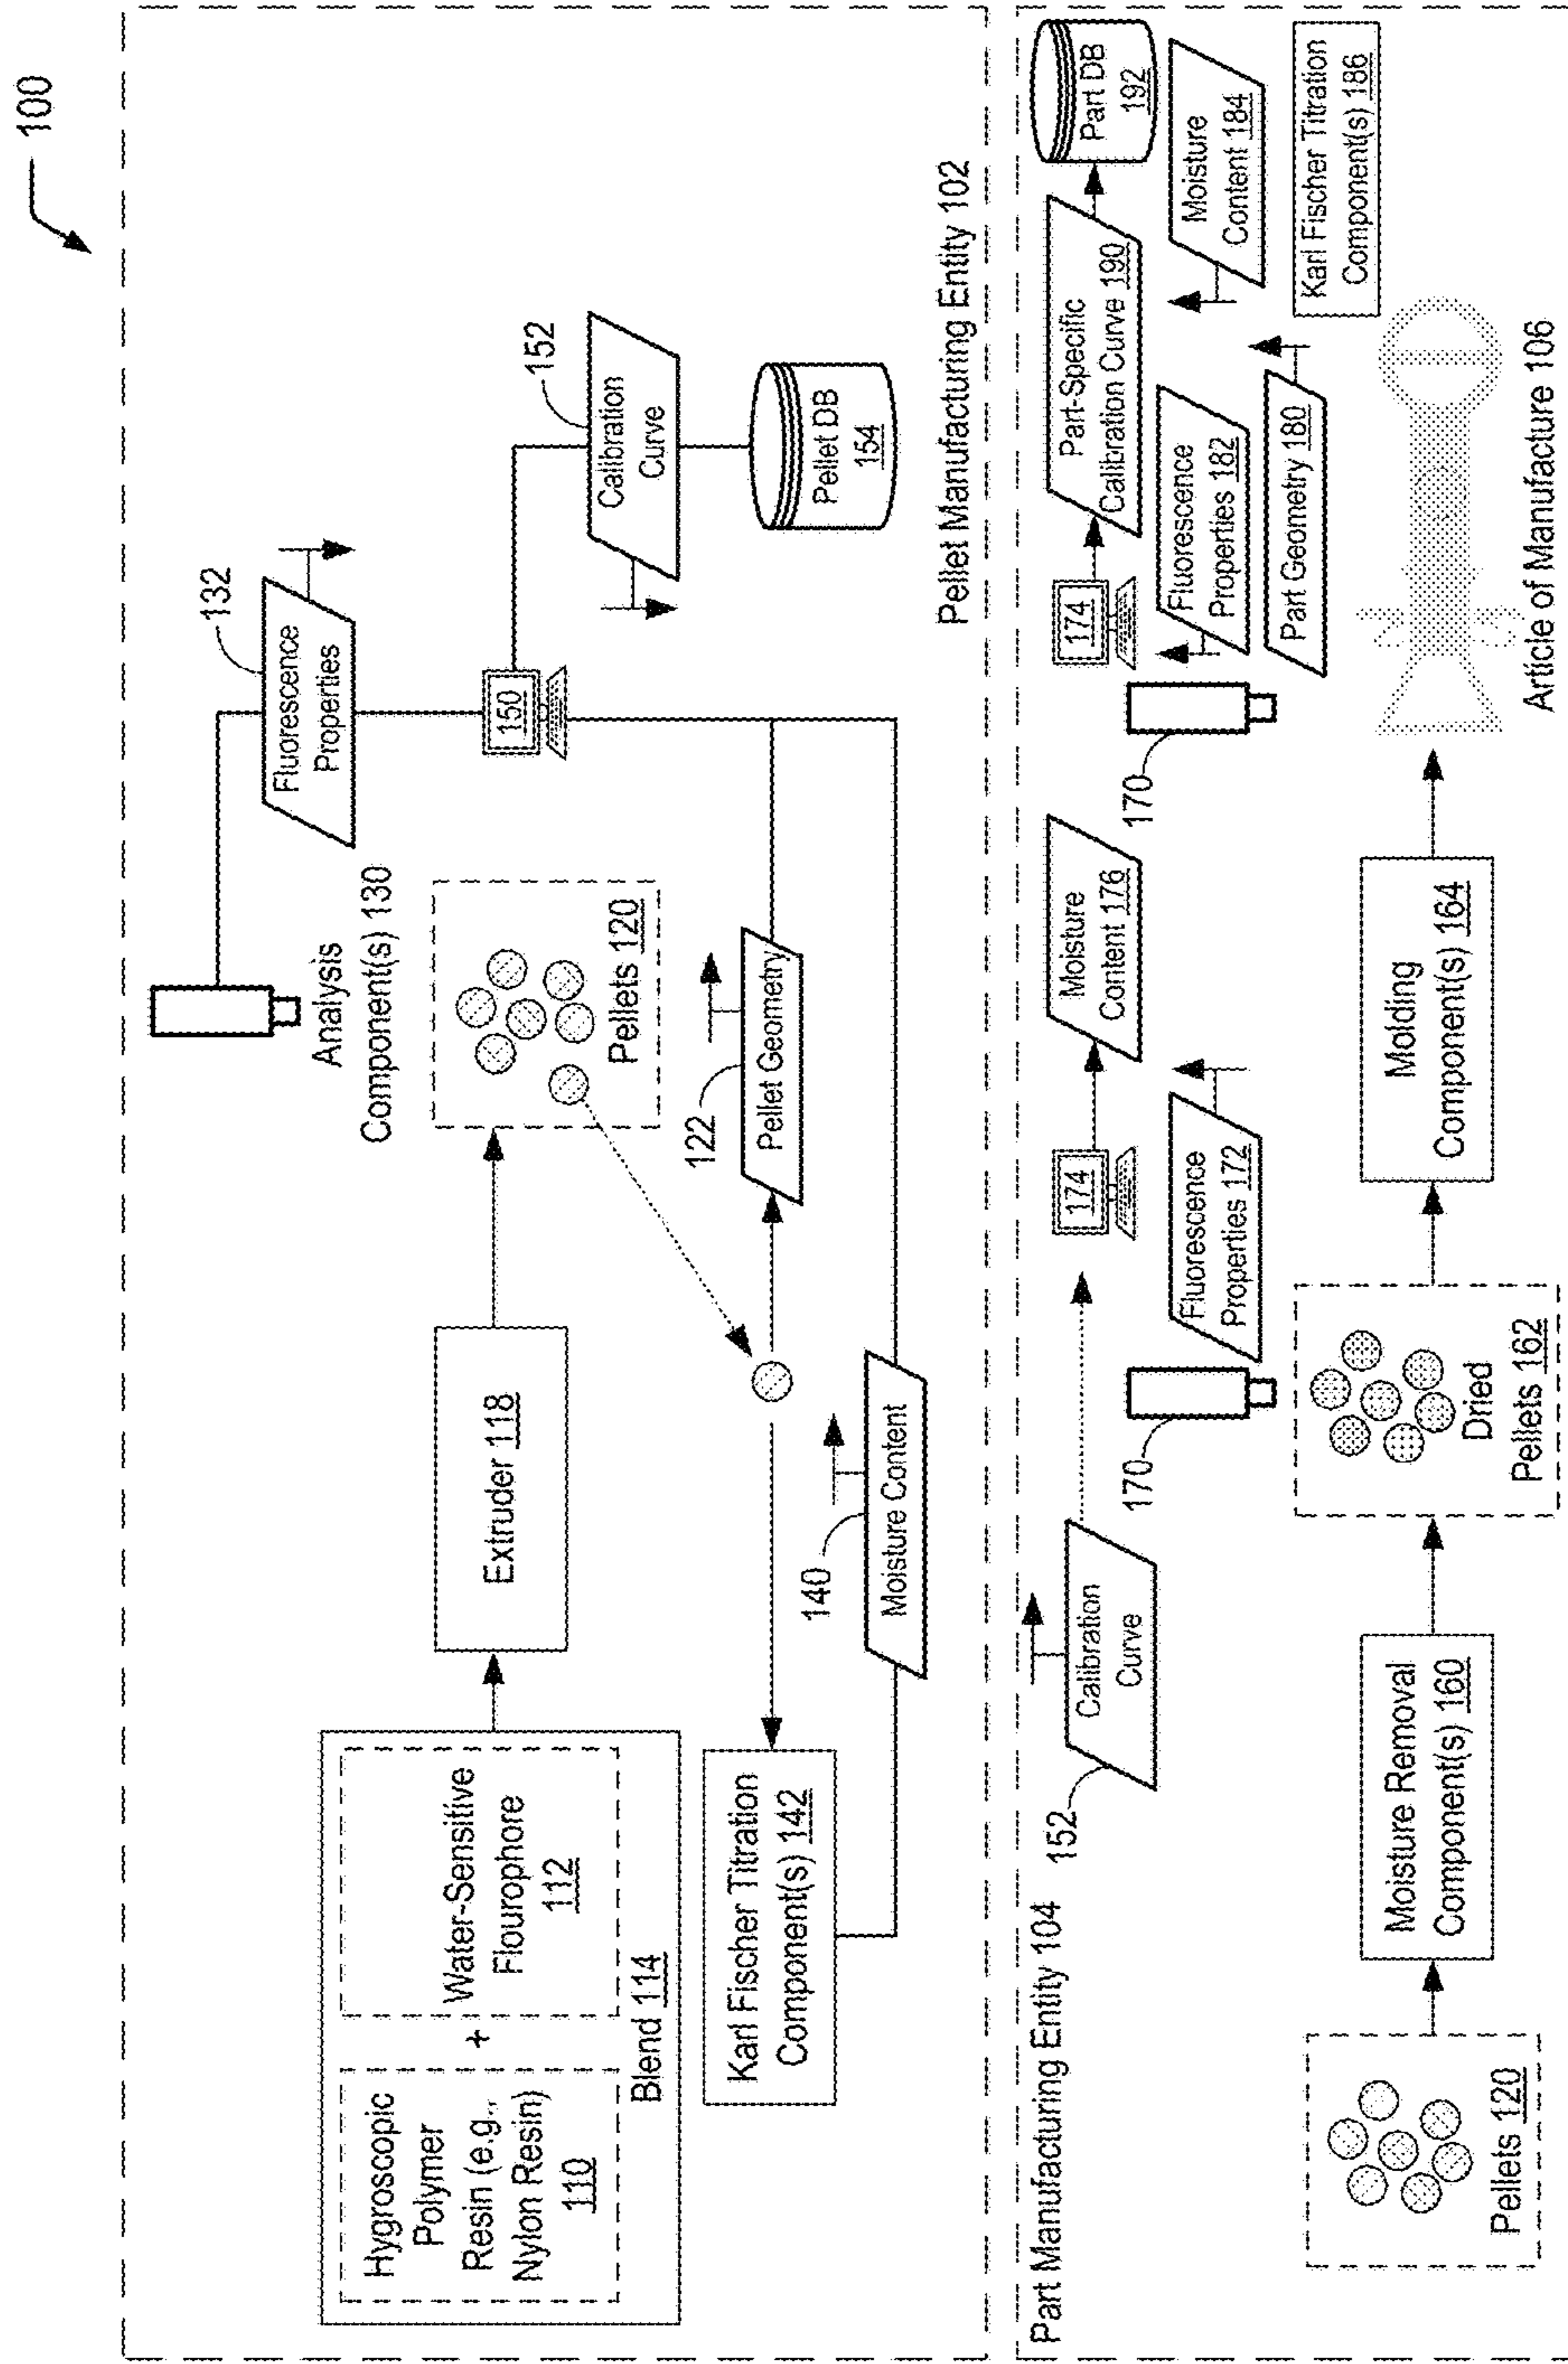 100
Hygroscopic
Polymer
Resin (e.g.,
Nylon Resin)
110
+
Water-Sensitive
Flourophore
112
Blend 114
Extruder 118
Analysis
Component(s) 130
Pellets 120
132
Fluorescence
Properties
150
152
Calibration
Curve
Pellet DB
154
122
Pellet Geometry
Karl Fischer Titration
Component(s) 142
140
Moisture Content
Pellet Manufacturing Entity 102
Part Manufacturing Entity 104
152
Calibration
Curve
170
174
Fluorescence
Properties 172
Moisture
Content 176
170
174
Part-Specific
Calibration Curve 190
Part DB
192
Fluorescence
Properties 182
Part Geometry 180
Moisture
Content 184
Karl Fischer Titration
Component(s) 186
Pellets 120
Moisture Removal
Component(s) 160
Dried
Pellets 162
Molding
Component(s) 164
Article of Manufacture 106